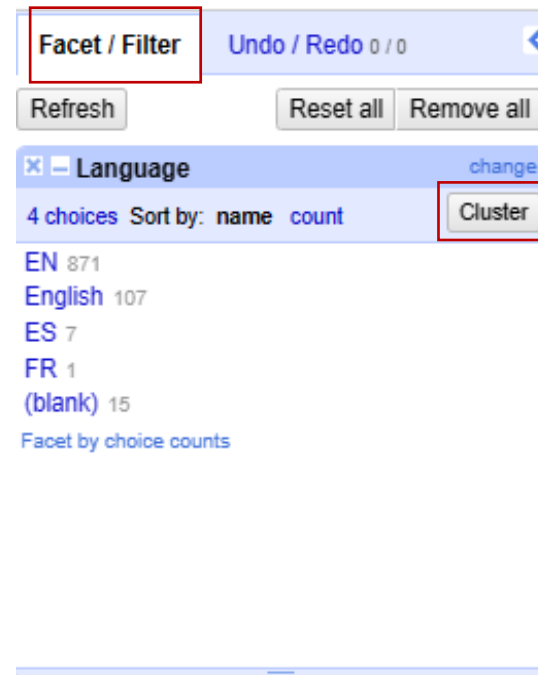 Facet / Filter Undo / Redo 0 / 0
Refresh Reset all Remove all
Language change
4 choices Sort by: name count Cluster
EN 871
English 107
ES 7
FR 1
(blank) 15
Facet by choice counts